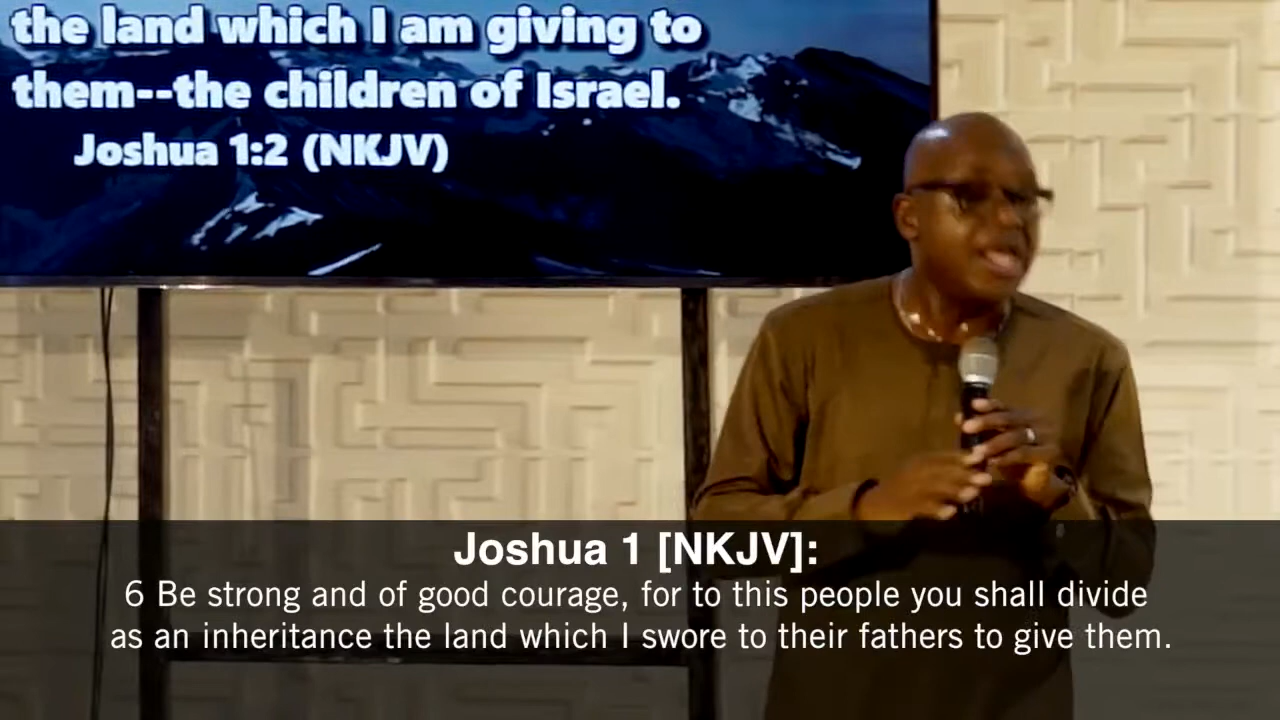 the land which I am giving to
them--the children of Israel.
Joshua 1:2 (NKJV)
Joshua 1 [NKJV]:
6 Be strong and of good courage, for to this people you shall divide
as an inheritance the land which I swore to their fathers to give them.